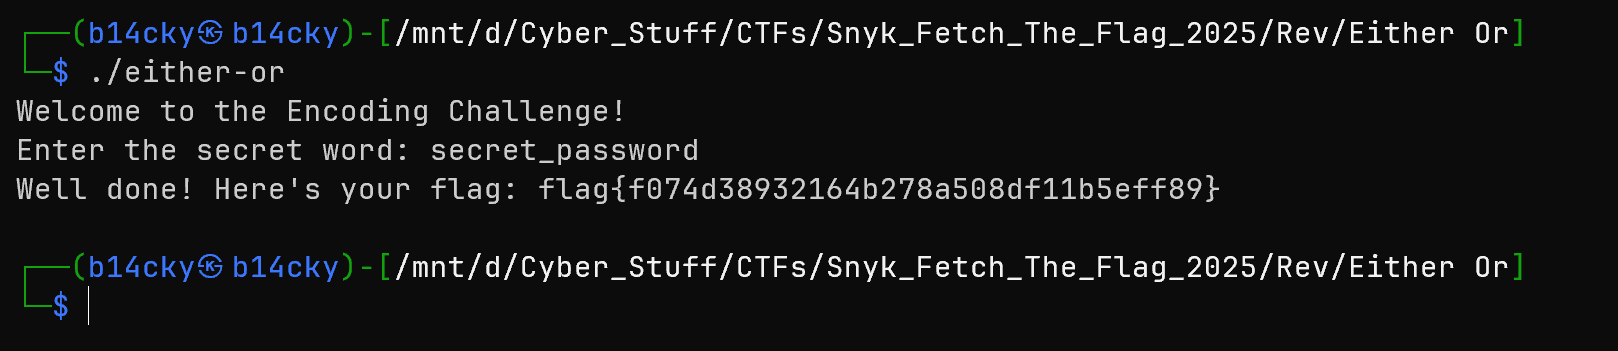 ┌──(b14cky㉿b14cky)-[/mnt/d/Cyber_Stuff/CTFs/Snyk_Fetch_The_Flag_2025/Rev/Either Or]
└─$ ./either-or
Welcome to the Encoding Challenge!
Enter the secret word: secret_password
Well done! Here's your flag: flag{f074d38932164b278a508df11b5eff89}
┌──(b14cky㉿b14cky)-[/mnt/d/Cyber_Stuff/CTFs/Snyk_Fetch_The_Flag_2025/Rev/Either Or]
└─$